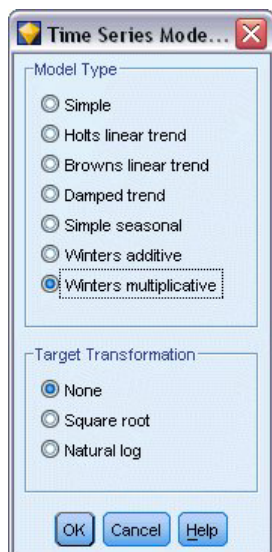 Time Series Mode...
Model Type
Simple
Holts linear trend
Browns linear trend
Damped trend
Simple seasonal
Winters additive
Winters multiplicative
Target Transformation
None
Square root
Natural log
OK Cancel Help